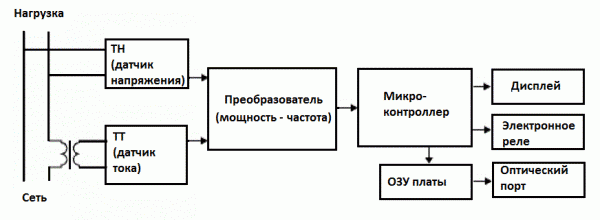 Нагрузка
ТН
(датчик
напряжения)
Преобразователь
(мощность - частота)
Микро-
контроллер
Дисплей
Электронное
реле
ТТ
(датчик
тока)
ОЗУ платы
Оптический
порт
Сеть